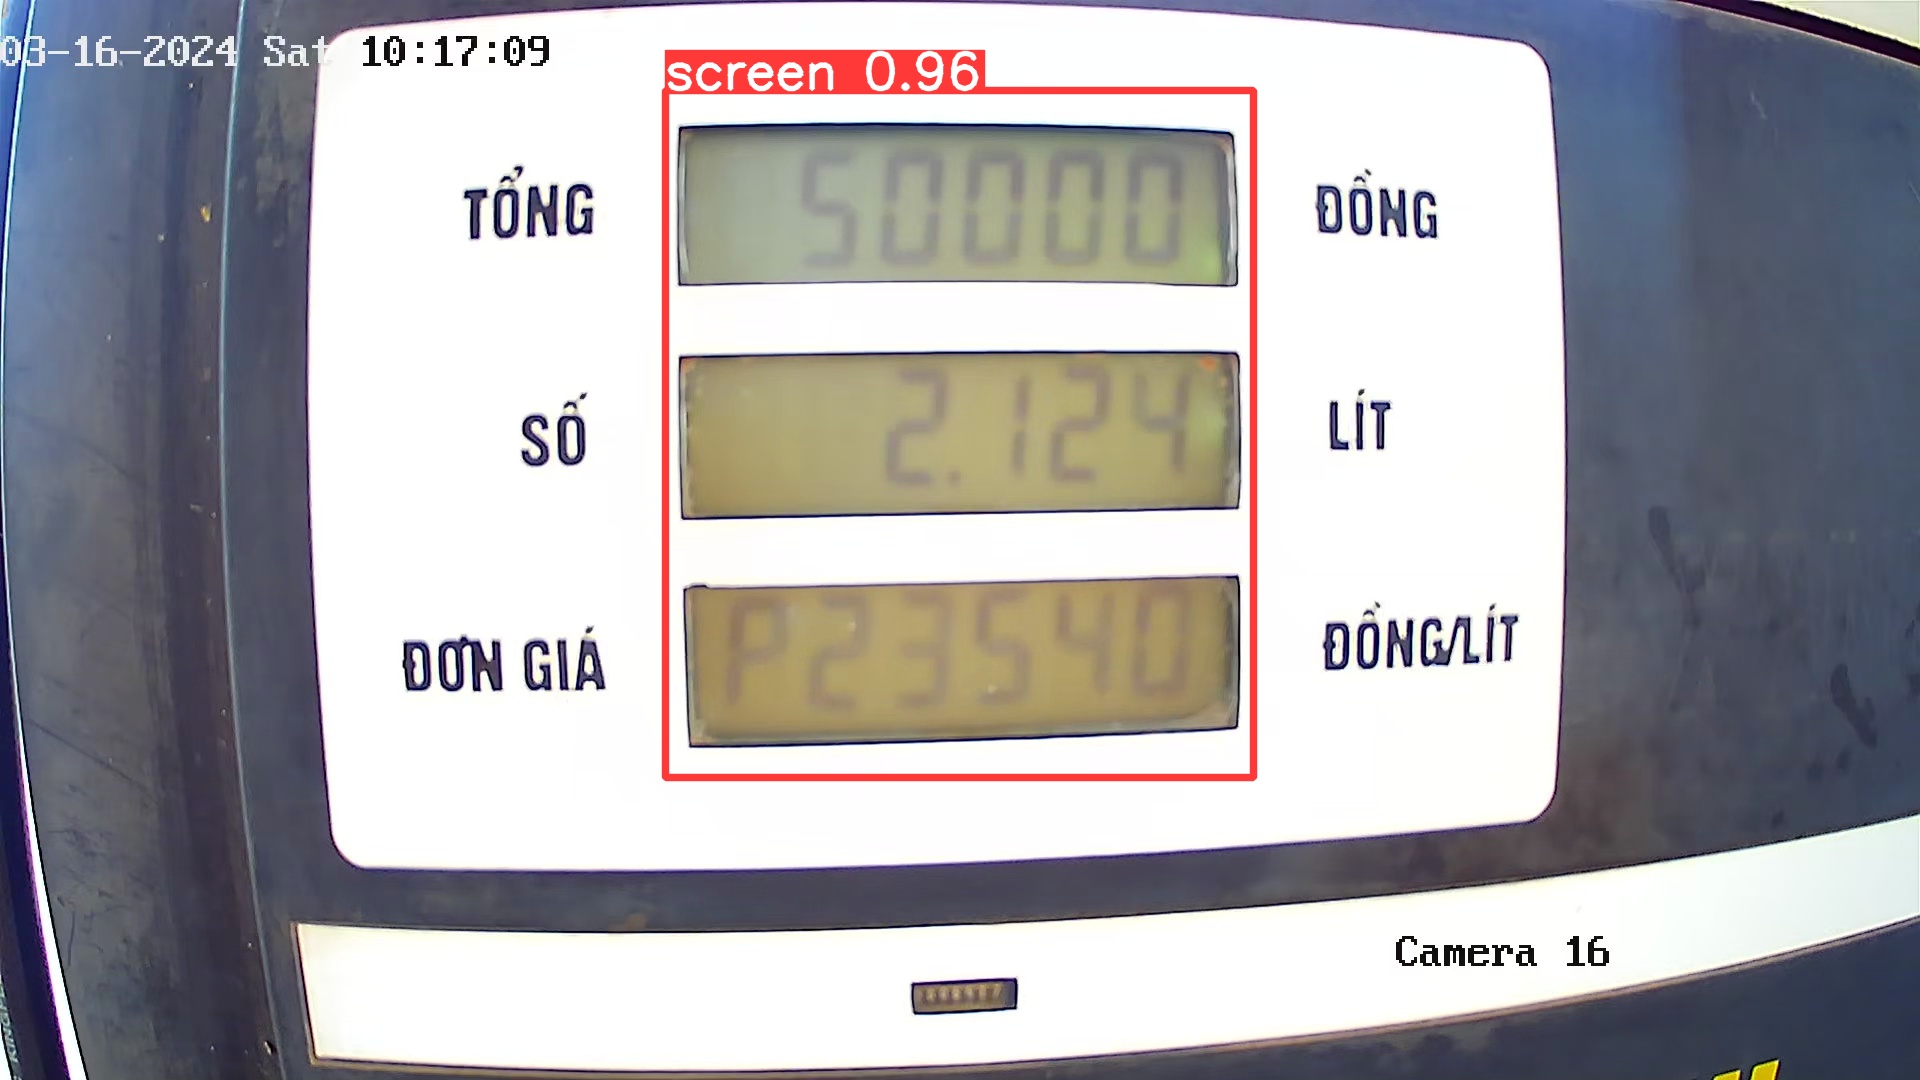 03-16-2024 Sat 10:17:09
screen 0.96
TỔNG 50000 ĐỒNG
SỐ 2.124 LÍT
ĐƠN GIÁ P23540 ĐỒNG/LÍT
Camera 16